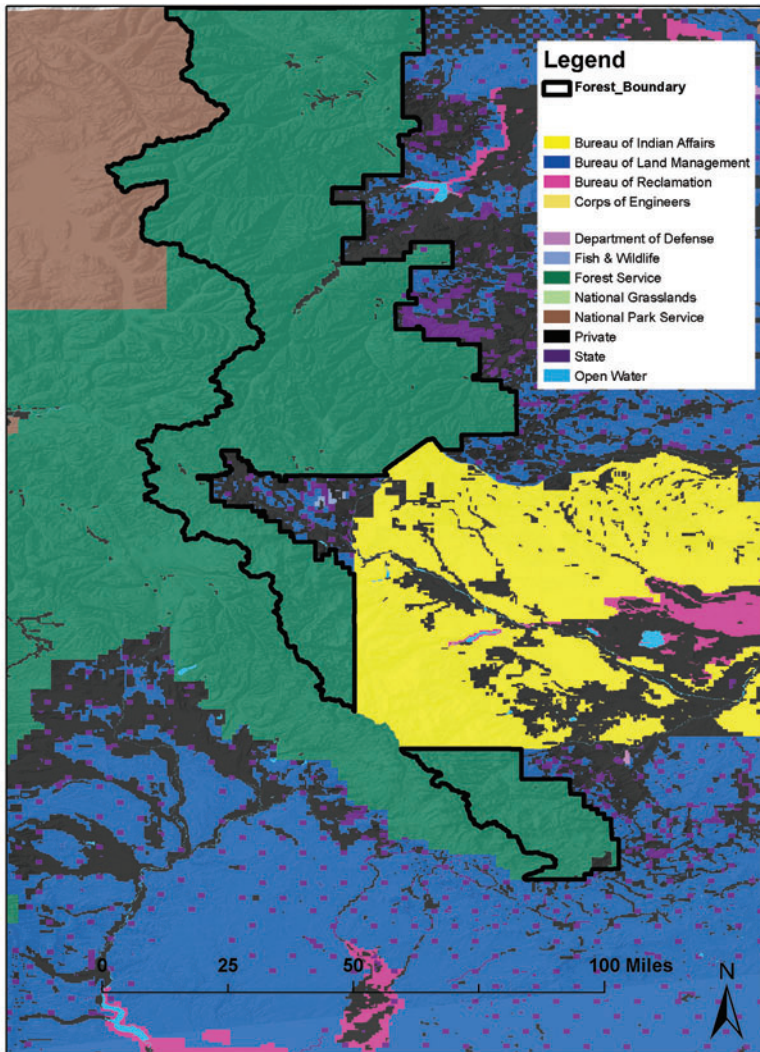 Legend
Forest_Boundary
Bureau of Indian Affairs
Bureau of Land Management
Bureau of Reclamation
Corps of Engineers
Department of Defense
Fish & Wildlife
Forest Service
National Grasslands
National Park Service
Private
State
Open Water
0 25 50 100 Miles
N